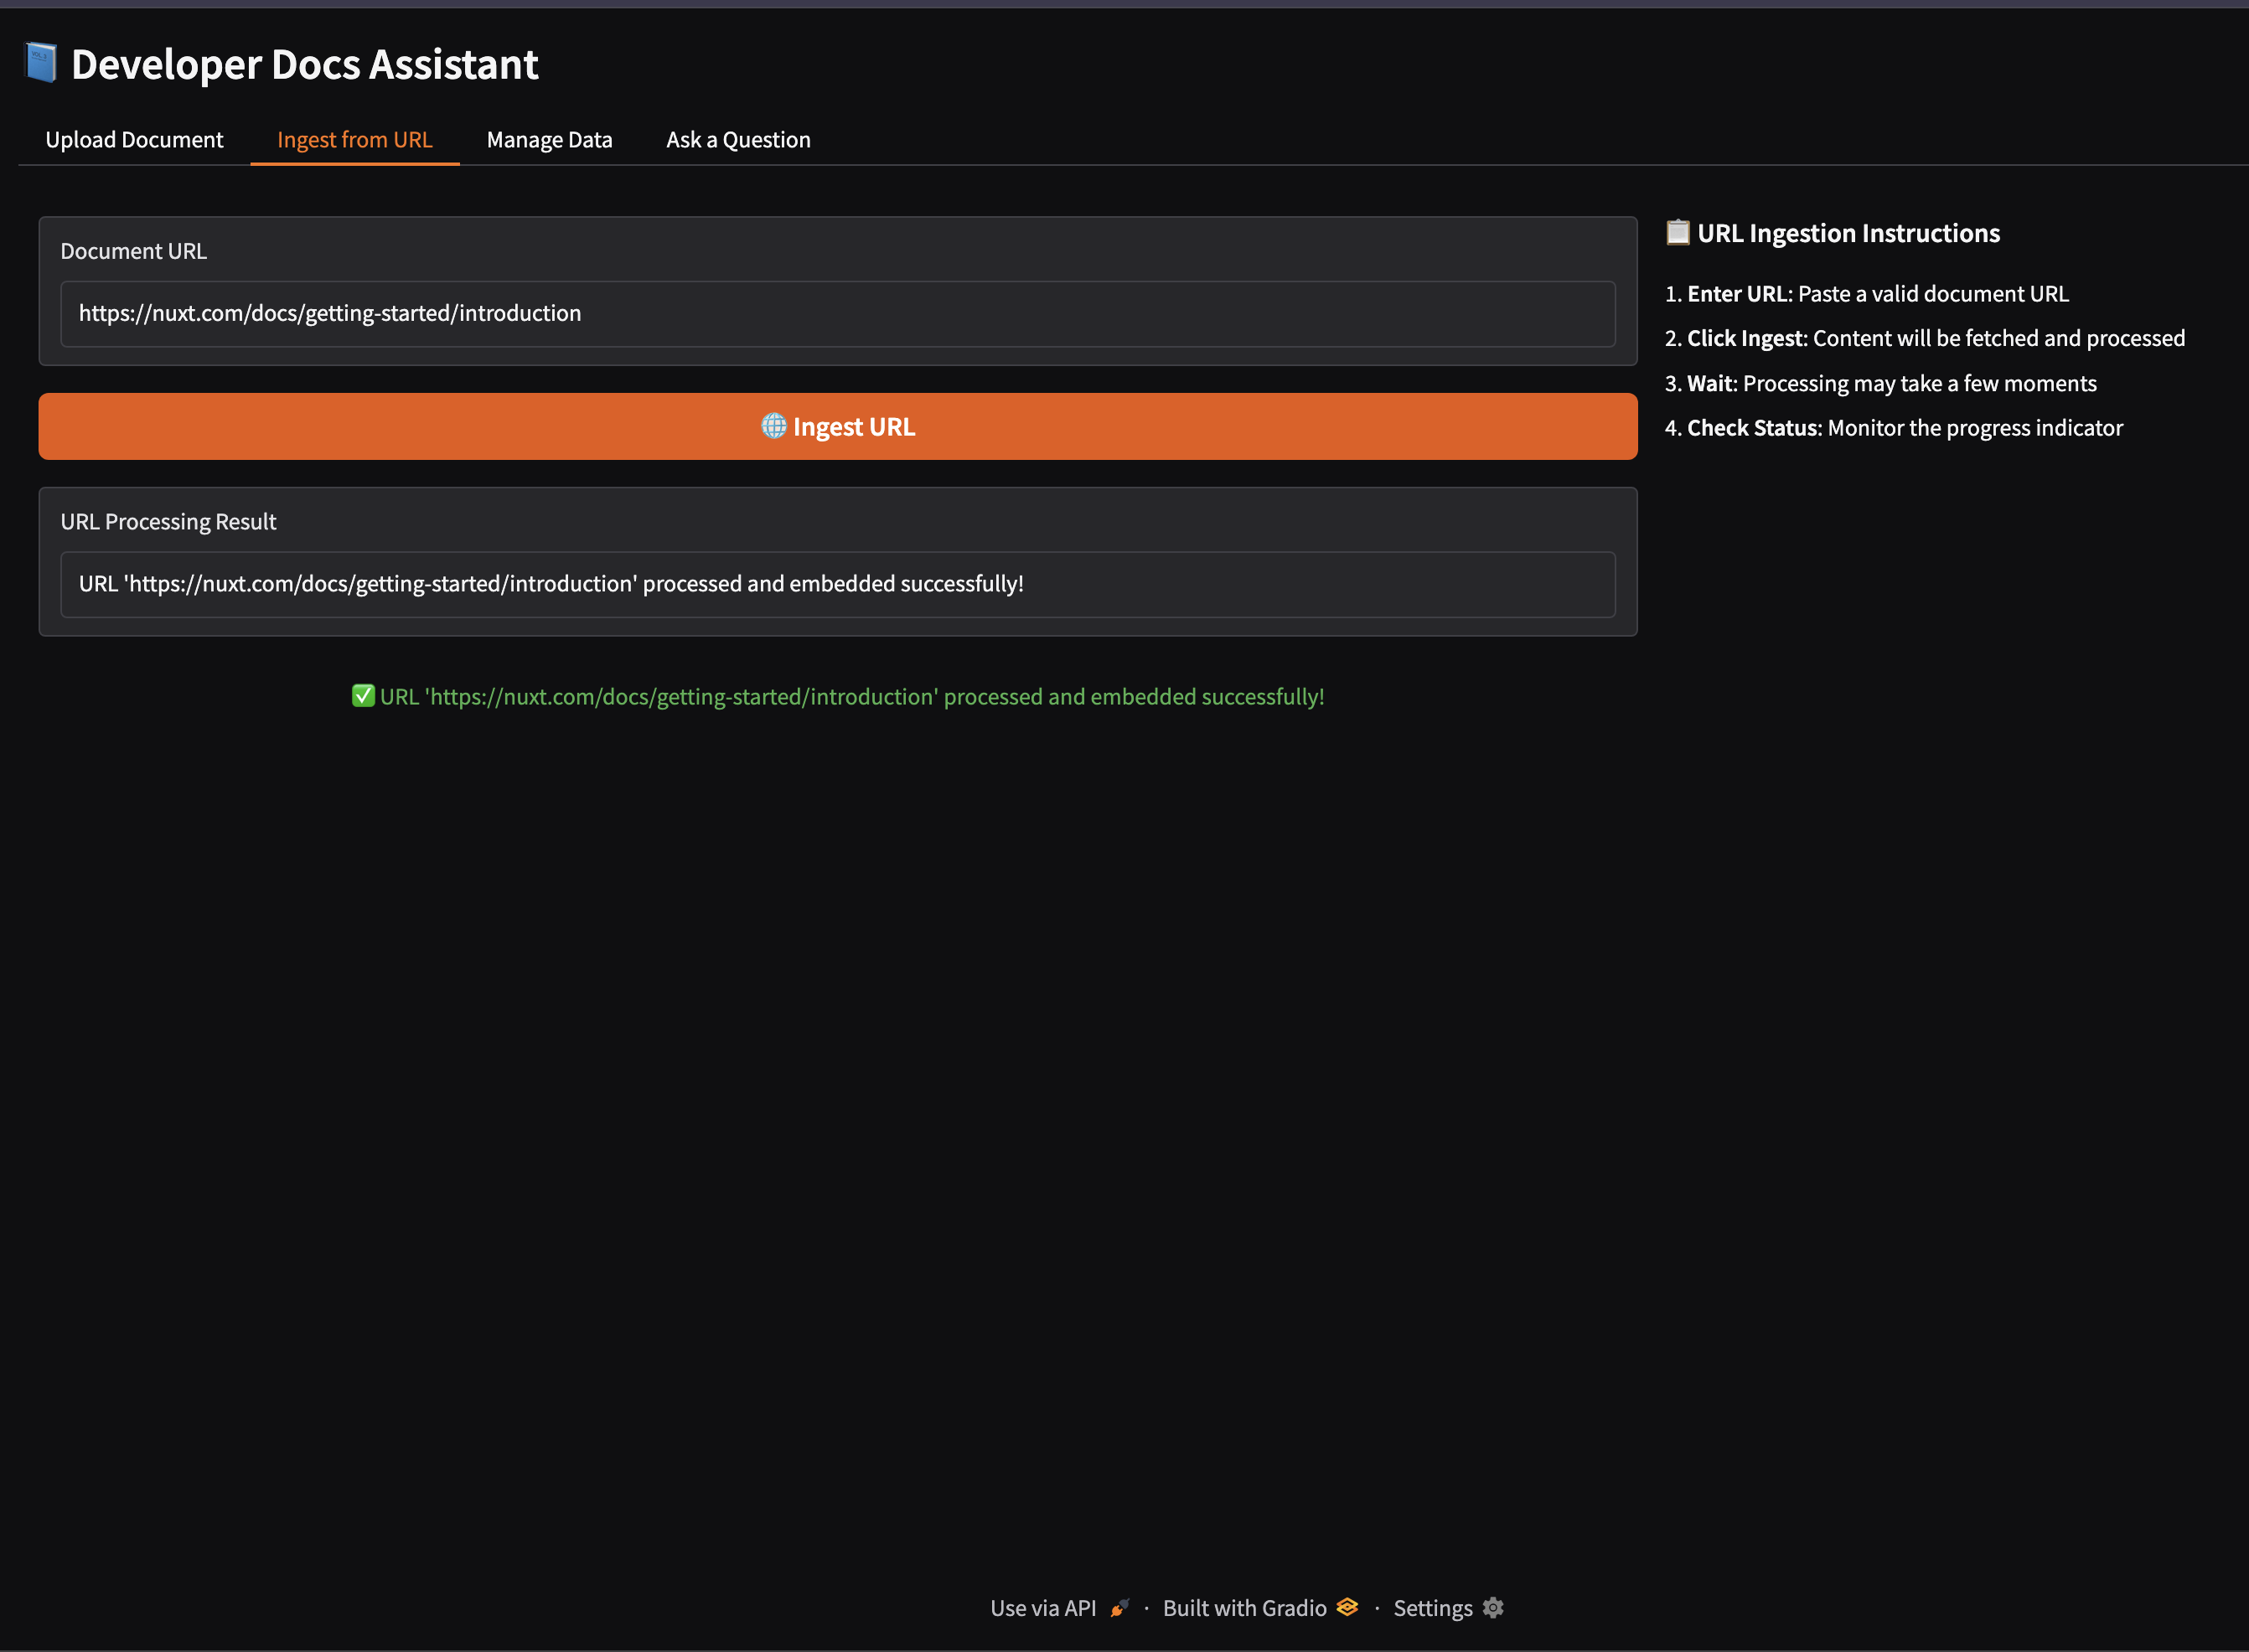 Developer Docs Assistant
Upload Document
Ingest from URL
Manage Data
Ask a Question
Document URL
https://nuxt.com/docs/getting-started/introduction
Ingest URL
URL Processing Result
URL 'https://nuxt.com/docs/getting-started/introduction' processed and embedded successfully!
URL 'https://nuxt.com/docs/getting-started/introduction' processed and embedded successfully!
URL Ingestion Instructions
1. Enter URL: Paste a valid document URL
2. Click Ingest: Content will be fetched and processed
3. Wait: Processing may take a few moments
4. Check Status: Monitor the progress indicator
Use via API · Built with Gradio · Settings